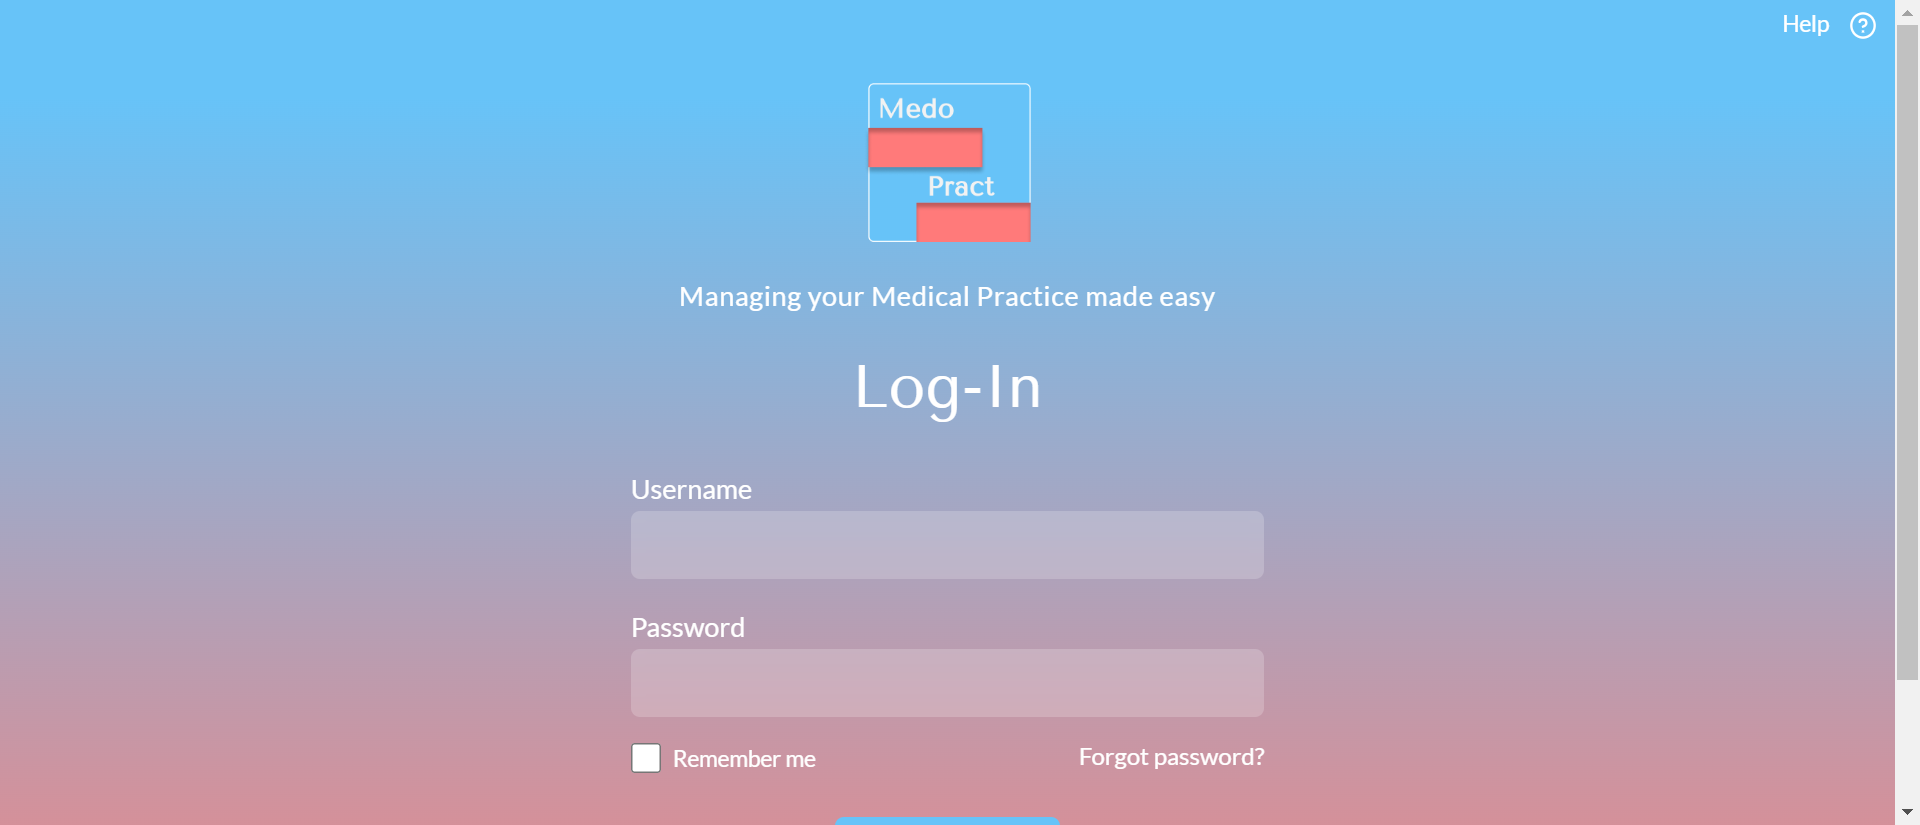 Help
Medo
Pract
Managing your Medical Practice made easy
Log-In
Username
Password
Remember me
Forgot password?